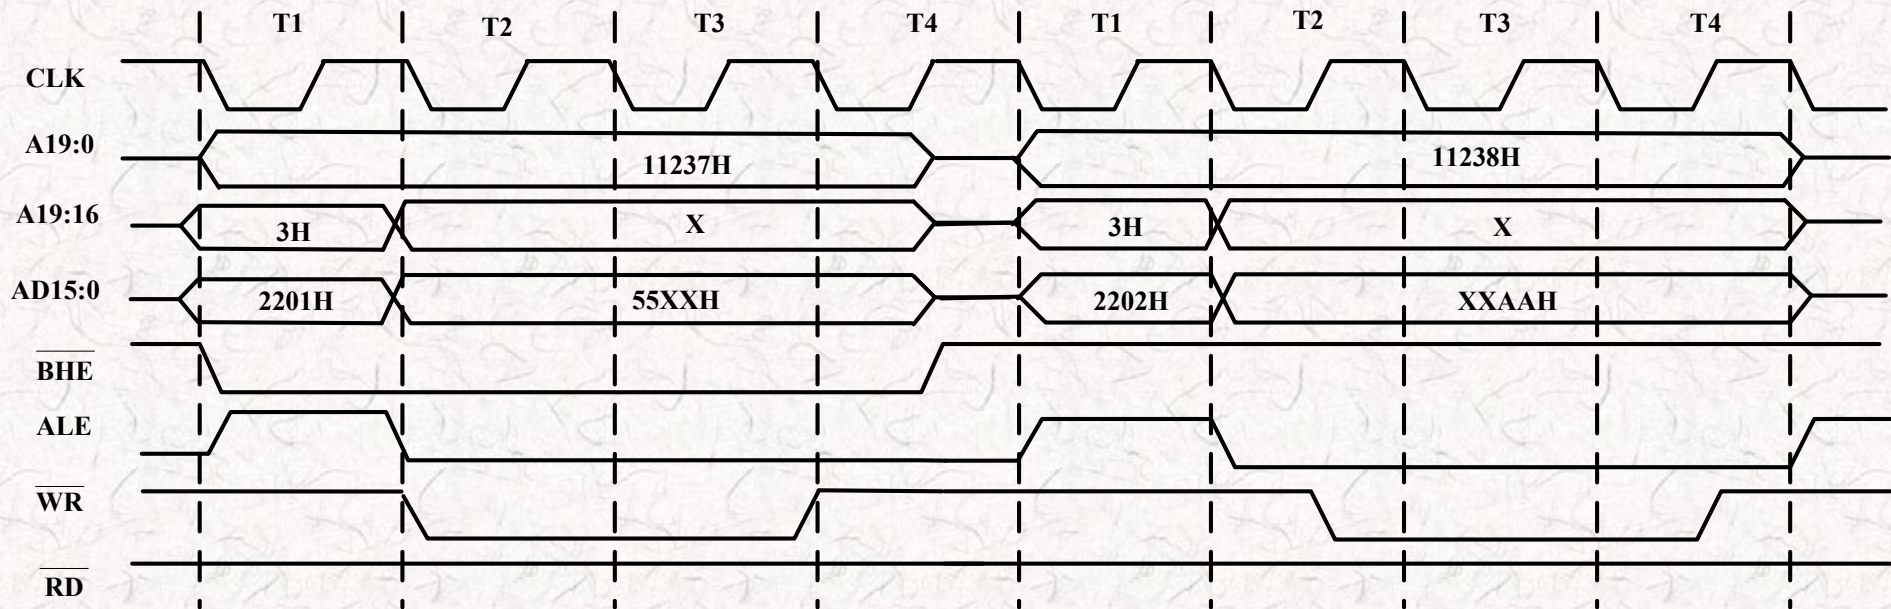 T1 T2 T3 T4 T1 T2 T3 T4
CLK
A19:0 11237H 11238H
A19:16 3H X 3H X
AD15:0 2201H 55XXH 2202H XXAAH
BHE
ALE
WR
RD